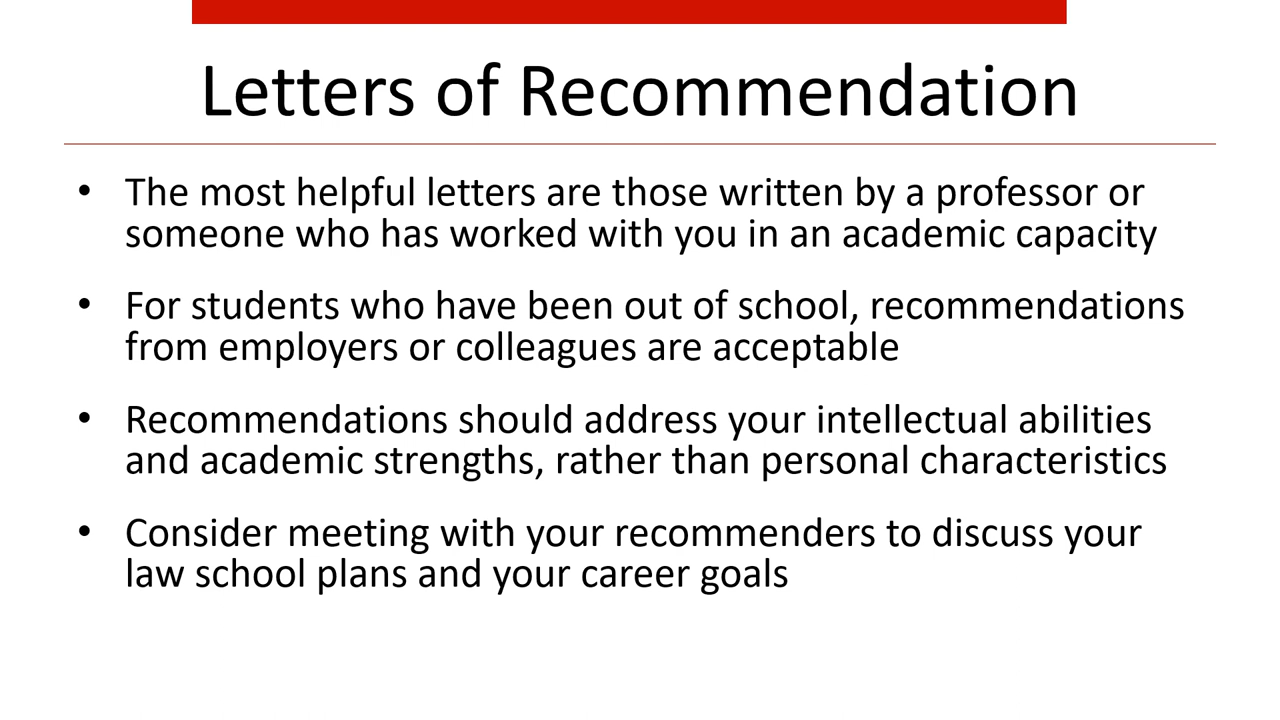 Letters of Recommendation
• The most helpful letters are those written by a professor or
someone who has worked with you in an academic capacity
• For students who have been out of school, recommendations
from employers or colleagues are acceptable
• Recommendations should address your intellectual abilities
and academic strengths, rather than personal characteristics
• Consider meeting with your recommenders to discuss your
law school plans and your career goals